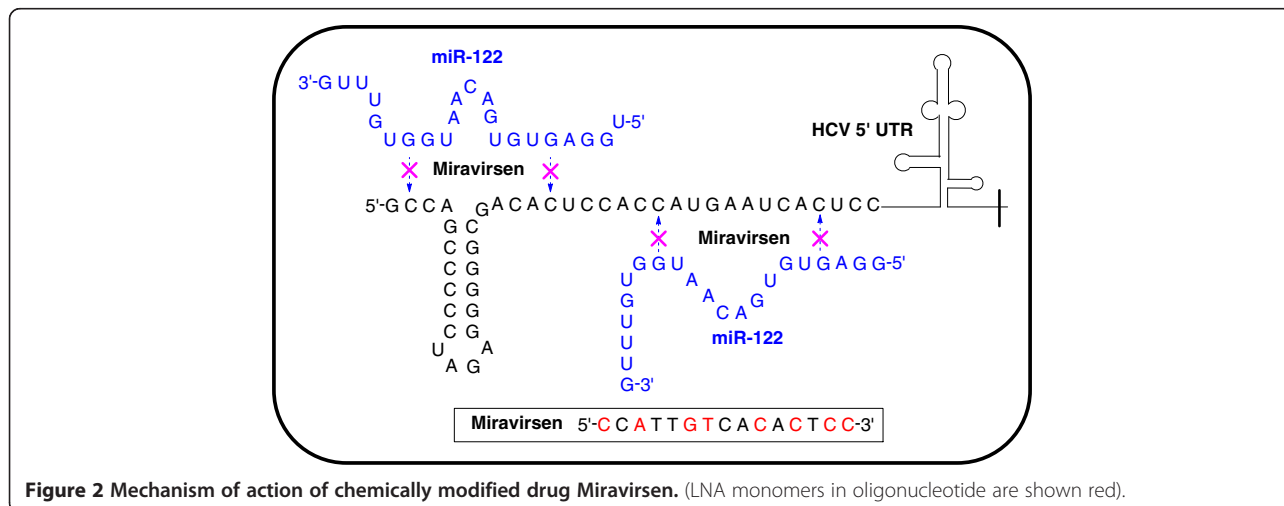 miR-122
3'-G U U
U
G
U G G U
A
A
C
A
G
U G U G A G G
U-5'
HCV 5' UTR
Miravirsen
5'-G C C A
G
C
C
C
C
C
U
A
G
A
G
G
G
G
G
C
G
A C A C U C C A C C A U G A A U C A C U C C
Miravirsen
G-3'
U
U
U
G
U
G G U
A
A
C
A
G
U
G U G A G G-5'
miR-122
Miravirsen 5'-C C A T T G T C A C A C T C C-3'
Figure 2 Mechanism of action of chemically modified drug Miravirsen. (LNA monomers in oligonucleotide are shown red).